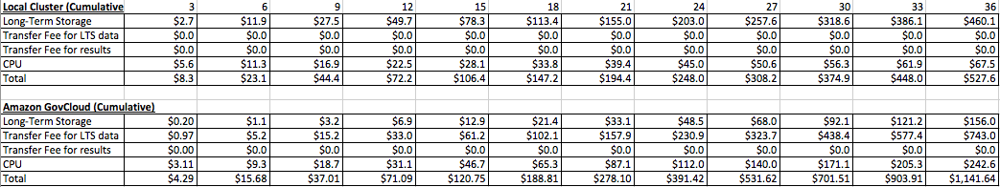 Local Cluster (Cumulative 3 6 9 12 15 18 21 24 27 30 33 36
Long-Term Storage $2.7 $11.9 $27.5 $49.7 $78.3 $113.4 $155.0 $203.0 $257.6 $318.6 $386.1 $460.1
Transfer Fee for LTS data $0.0 $0.0 $0.0 $0.0 $0.0 $0.0 $0.0 $0.0 $0.0 $0.0 $0.0 $0.0
Transfer Fee for results $0.0 $0.0 $0.0 $0.0 $0.0 $0.0 $0.0 $0.0 $0.0 $0.0 $0.0 $0.0
CPU $5.6 $11.3 $16.9 $22.5 $28.1 $33.8 $39.4 $45.0 $50.6 $56.3 $61.9 $67.5
Total $8.3 $23.1 $44.4 $72.2 $106.4 $147.2 $194.4 $248.0 $308.2 $374.9 $448.0 $527.6
Amazon GovCloud (Cumulative)
Long-Term Storage $0.20 $1.1 $3.2 $6.9 $12.9 $21.4 $33.1 $48.5 $68.0 $92.1 $121.2 $156.0
Transfer Fee for LTS data $0.97 $5.2 $15.2 $33.0 $61.2 $102.1 $157.9 $230.9 $323.7 $438.4 $577.4 $743.0
Transfer Fee for results $0.00 $0.0 $0.0 $0.0 $0.0 $0.0 $0.0 $0.0 $0.0 $0.0 $0.0 $0.0
CPU $3.11 $9.3 $18.7 $31.1 $46.7 $65.3 $87.1 $112.0 $140.0 $171.1 $205.3 $242.6
Total $4.29 $15.68 $37.01 $71.09 $120.75 $188.81 $278.10 $391.42 $531.62 $701.51 $903.91 $1,141.64